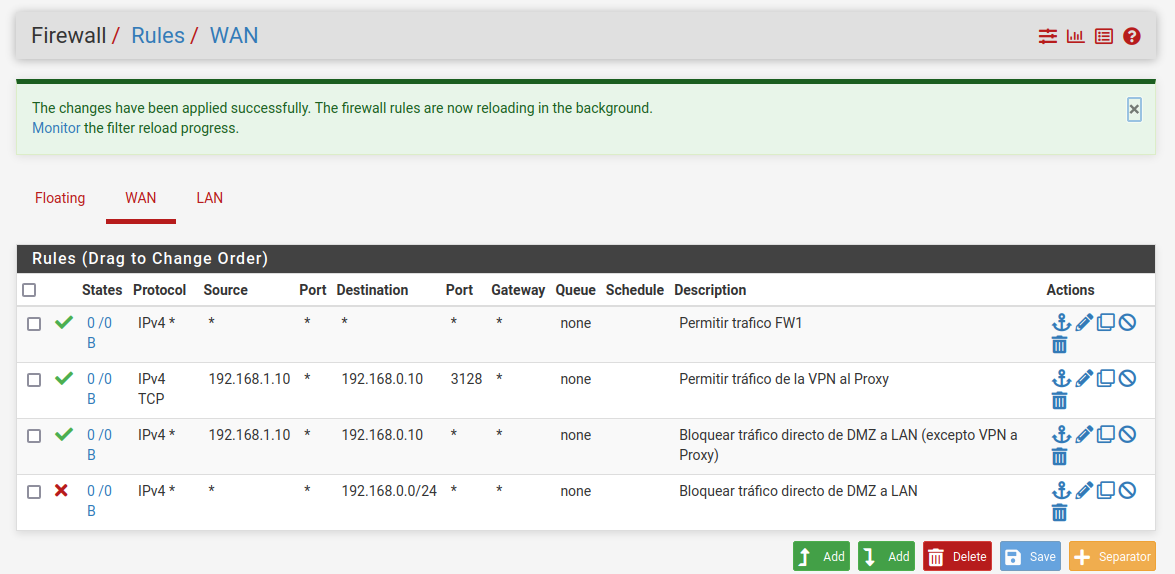 Firewall / Rules / WAN
The changes have been applied successfully. The firewall rules are now reloading in the background.
Monitor the filter reload progress.
Floating WAN LAN
Rules (Drag to Change Order)
States Protocol Source Port Destination Port Gateway Queue Schedule Description Actions
0 /0 IPv4 * * * * * * none Permitir trafico FW1
B
0 /0 IPv4 192.168.1.10 * 192.168.0.10 3128 * none Permitir tráfico de la VPN al Proxy
B TCP
0 /0 IPv4 * 192.168.1.10 * 192.168.0.10 * * none Bloquear tráfico directo de DMZ a LAN (excepto VPN a
B Proxy)
0 /0 IPv4 * * * 192.168.0.0/24 * * none Bloquear tráfico directo de DMZ a LAN
B
Add Add Delete Save Separator